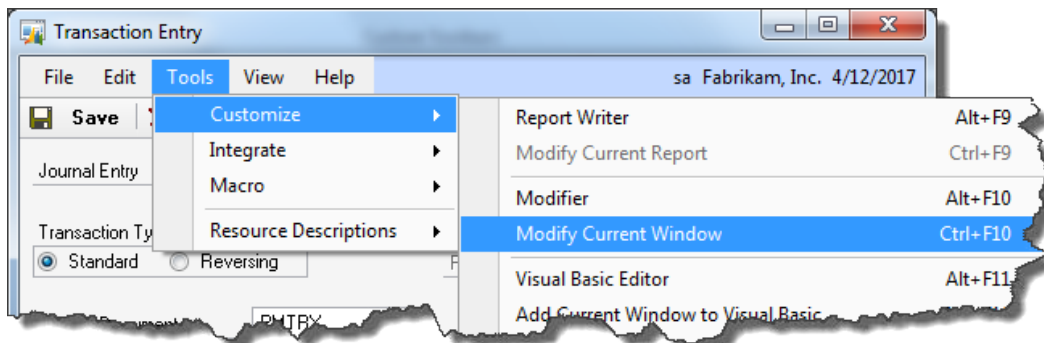 Transaction Entry
File Edit Tools View Help sa Fabrikam, Inc. 4/12/2017
Save
Customize
Integrate
Macro
Resource Descriptions
Report Writer Alt+F9
Modify Current Report Ctrl+F9
Modifier Alt+F10
Modify Current Window Ctrl+F10
Visual Basic Editor Alt+F11
Add Current Window to Visual Basic
Journal Entry
Transaction Ty
Standard Reversing
PMTRX